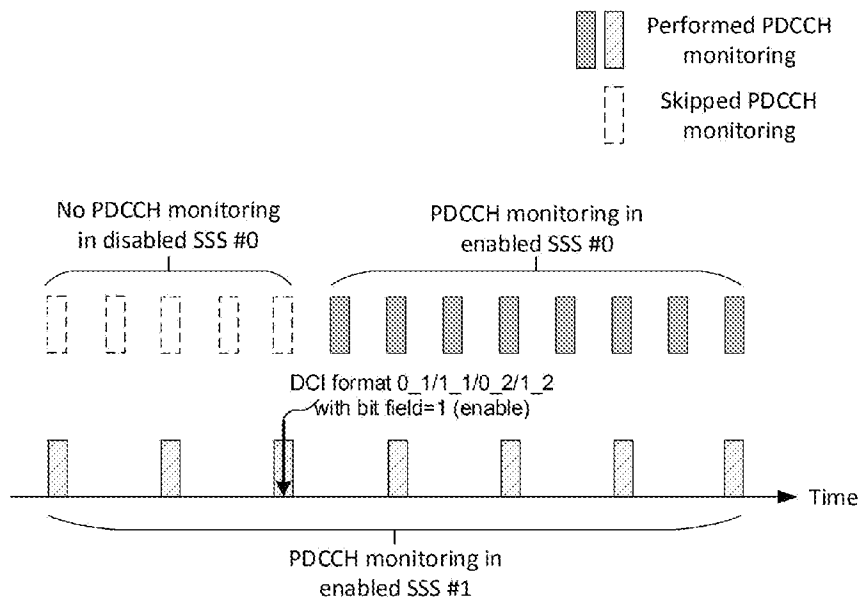 Performed PDCCH
monitoring
Skipped PDCCH
monitoring
No PDCCH monitoring
in disabled SSS #0
PDCCH monitoring in
enabled SSS #0
DCI format 0_1/1_1/0_2/1_2
with bit field=1 (enable)
Time
PDCCH monitoring in
enabled SSS #1